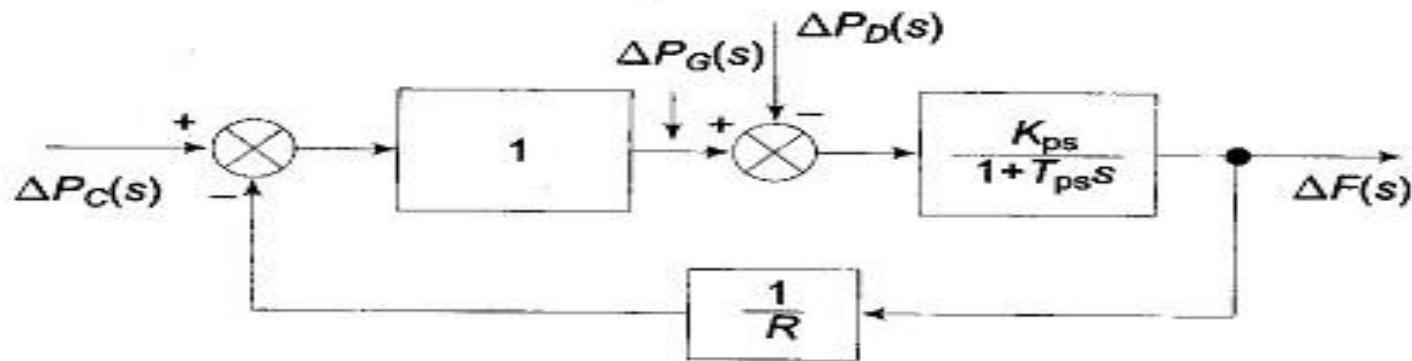 ΔP_D(s)
ΔP_G(s)
+
−
+
−
ΔP_C(s)
1
K_ps
1+T_ps s
ΔF(s)
1
R